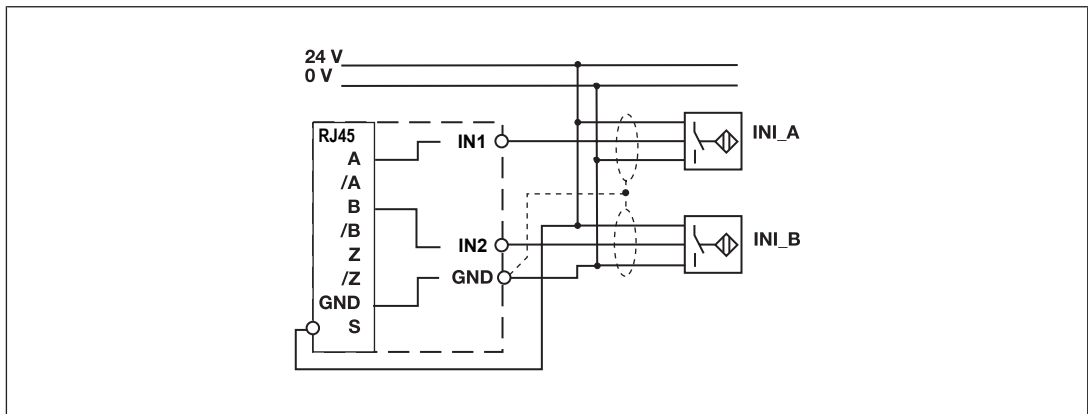 24 V
0 V
RJ45
A
/A
B
/B
Z
/Z
GND
S
IN1
IN2
GND
INI_A
INI_B